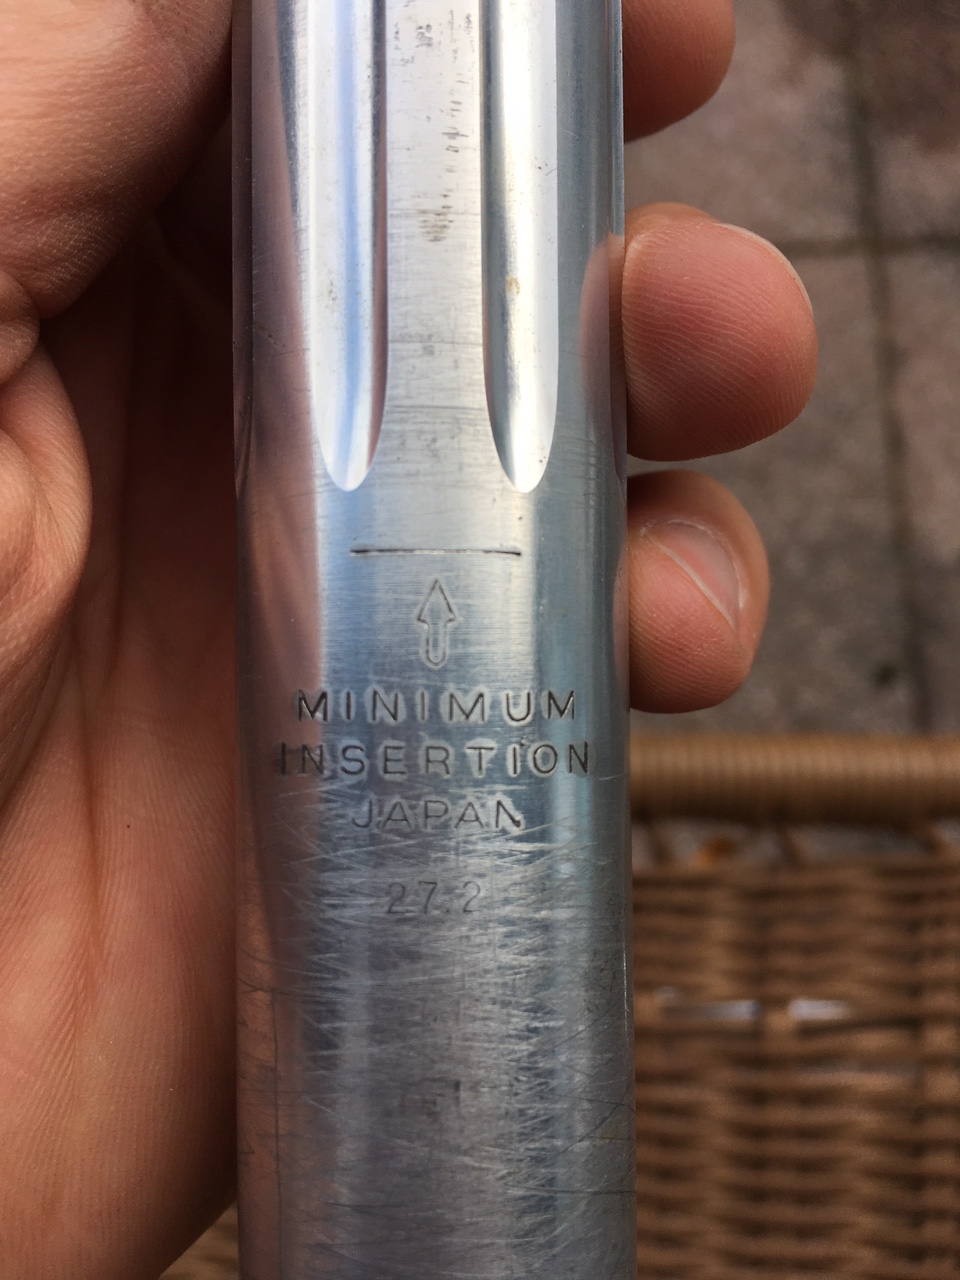 MINIMUM
INSERTION
JAPAN
27.2